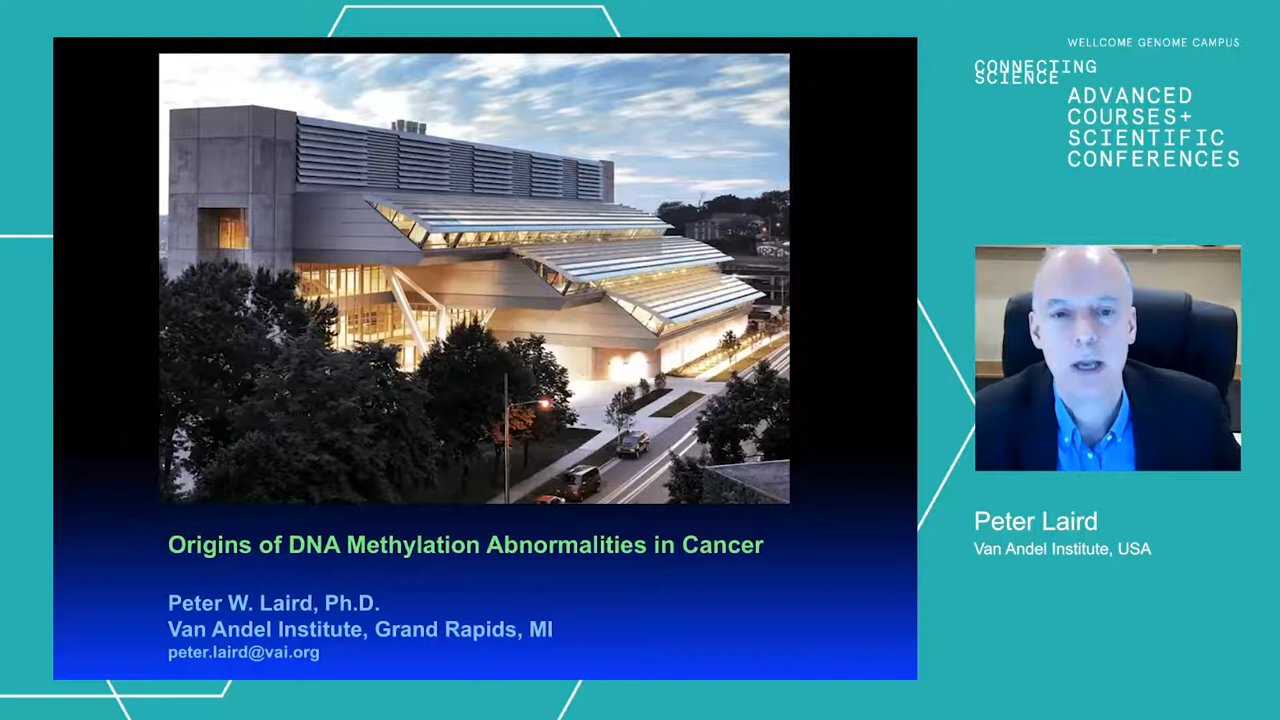 WELLCOME GENOME CAMPUS
CONNECTING
SCIENCE
ADVANCED
COURSES+
SCIENTIFIC
CONFERENCES
Origins of DNA Methylation Abnormalities in Cancer
Peter W. Laird, Ph.D.
Van Andel Institute, Grand Rapids, MI
peter.laird@vai.org
Peter Laird
Van Andel Institute, USA